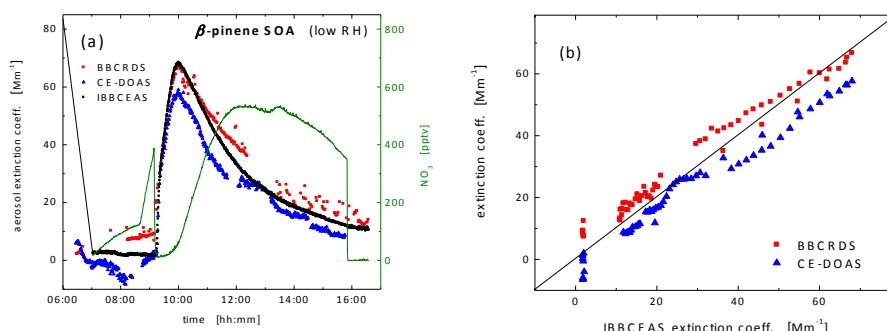 (a)
β-pinene SOA (low RH)
BBCRDS
CE-DOAS
IBBCEAS
aerosol extinction coeff. [Mm⁻¹]
80
60
40
20
0
06:00 08:00 10:00 12:00 14:00 16:00
time [hh:mm]
800
600
400
200
0
NO₃ [pptv]
(b)
extinction coeff. [Mm⁻¹]
80
60
40
20
0
BBCRDS
CE-DOAS
0 20 40 60
IBBCEAS extinction coeff. [Mm⁻¹]